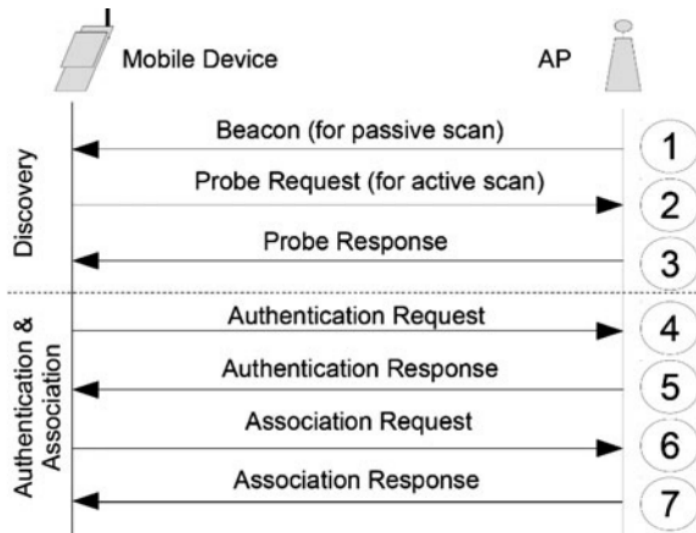 Mobile Device
AP
Discovery
Beacon (for passive scan)
1
Probe Request (for active scan)
2
Probe Response
3
Authentication &
Association
Authentication Request
4
Authentication Response
5
Association Request
6
Association Response
7